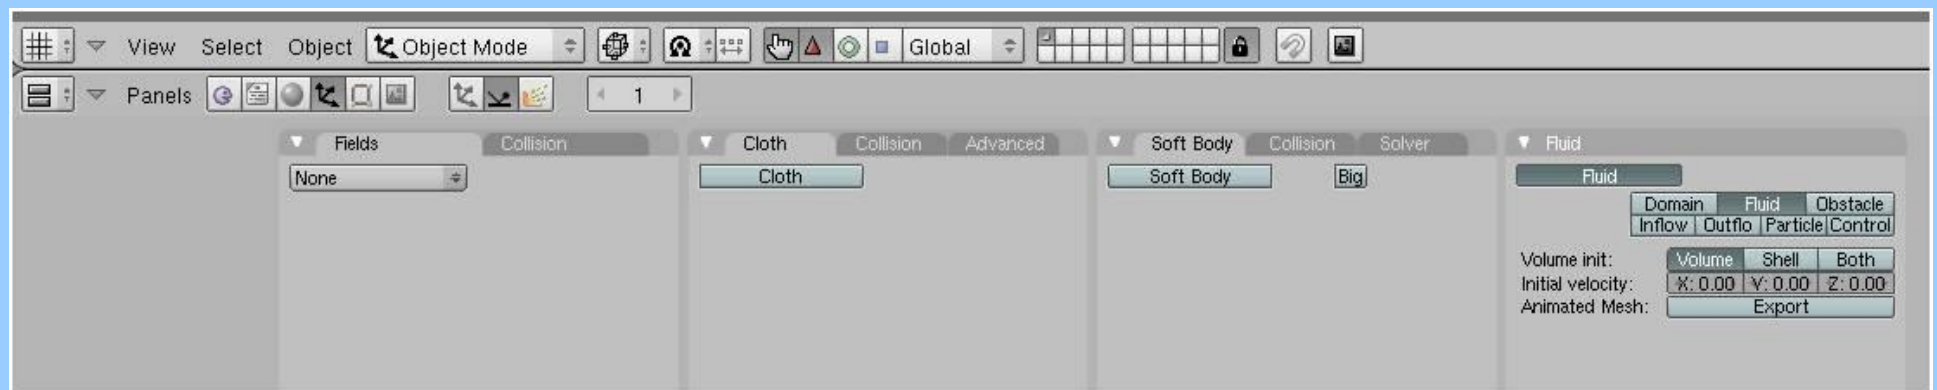 View Select Object Object Mode Global
Panels 1
Fields Collision Cloth Collision Advanced Soft Body Collision Solver Fluid
None Cloth Soft Body Big Fluid
Domain Fluid Obstacle
Inflow Outflo Particle Control
Volume init: Volume Shell Both
Initial velocity: X: 0.00 Y: 0.00 Z: 0.00
Animated Mesh: Export